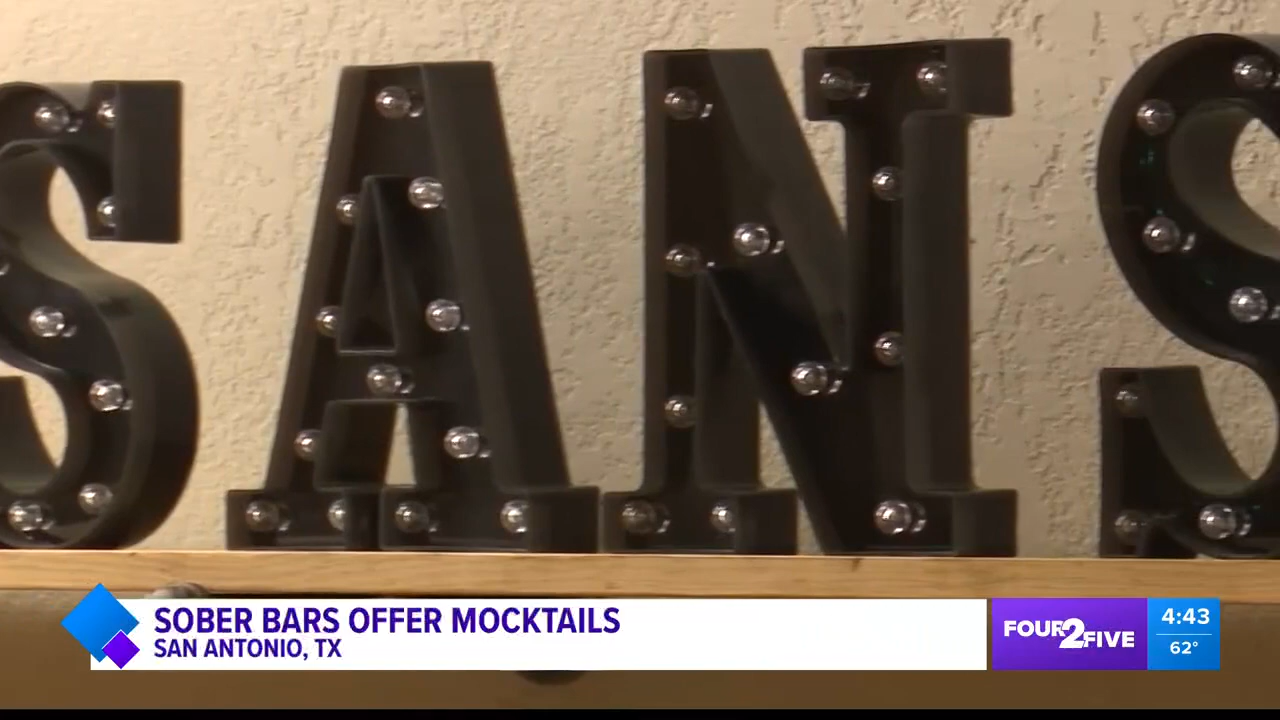 SANS
SOBER BARS OFFER MOCKTAILS
SAN ANTONIO, TX
FOUR2FIVE
4:43
62°